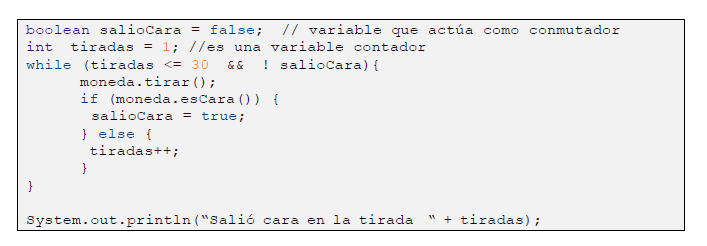 boolean salioCara = false;  // variable que actúa como conmutador
int  tiradas = 1; //es una variable contador
while (tiradas <= 30  &&  ! salioCara){
      moneda.tirar();
      if (moneda.esCara()) {
       salioCara = true;
      } else {
       tiradas++;
      }
}

System.out.println(“Salió cara en la tirada  “ + tiradas);